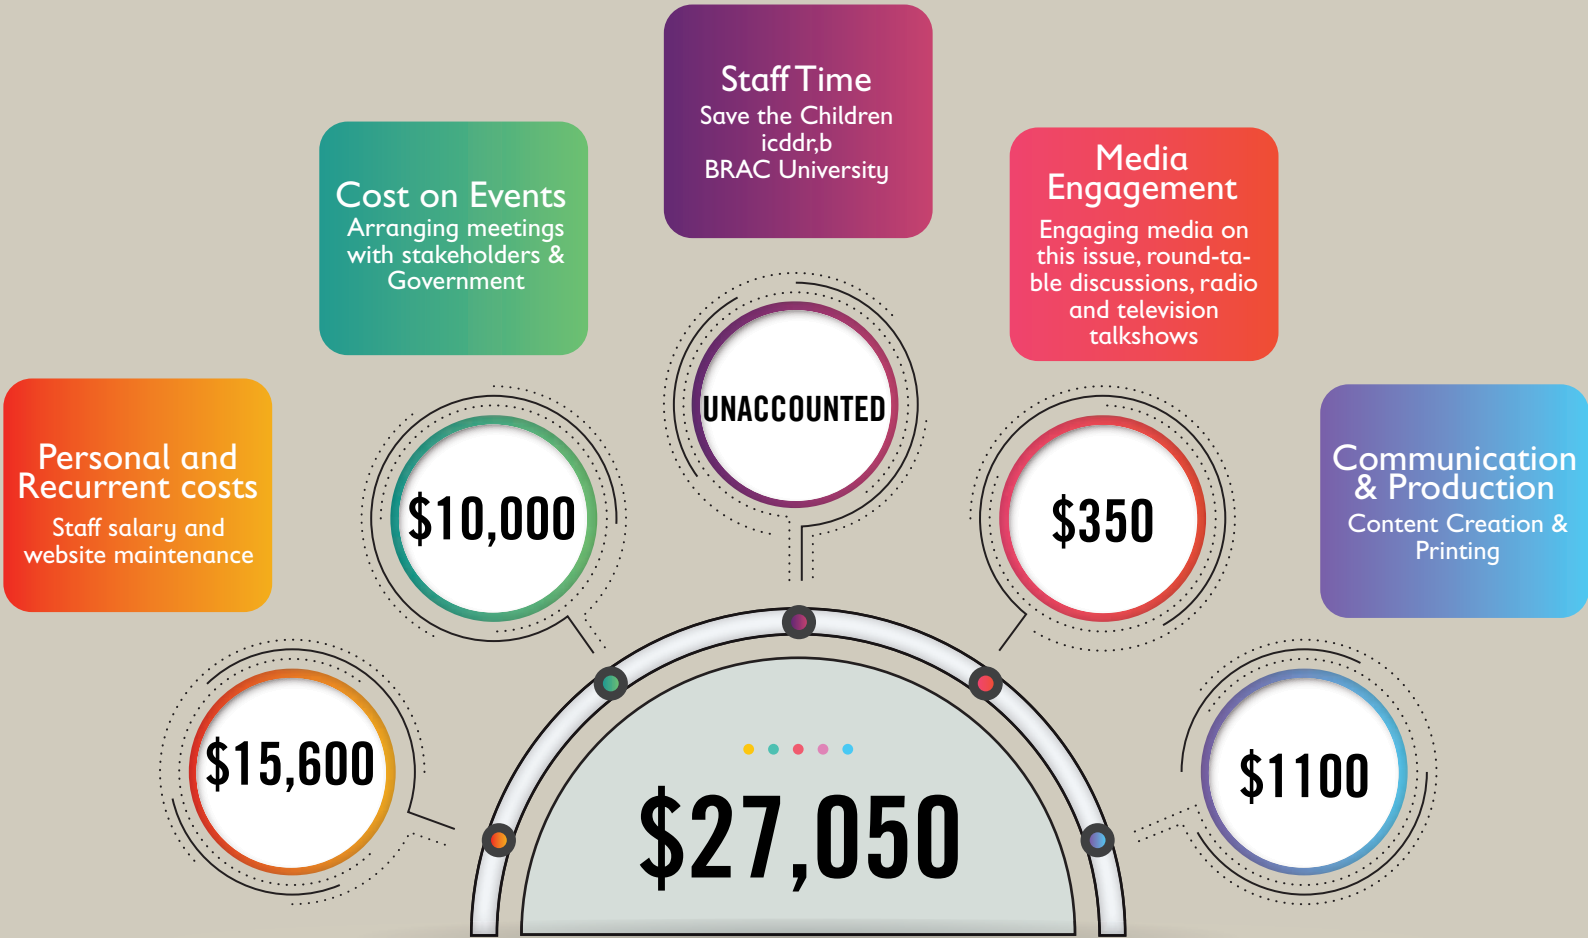 Staff Time
Save the Children
icddr,b
BRAC University
UNACCOUNTED
Cost on Events
Arranging meetings
with stakeholders &
Government
$10,000
Media
Engagement
Engaging media on
this issue, round-ta-
ble discussions, radio
and television
talkshows
$350
Personal and
Recurrent costs
Staff salary and
website maintenance
$15,600
Communication
& Production
Content Creation &
Printing
$1100
$27,050